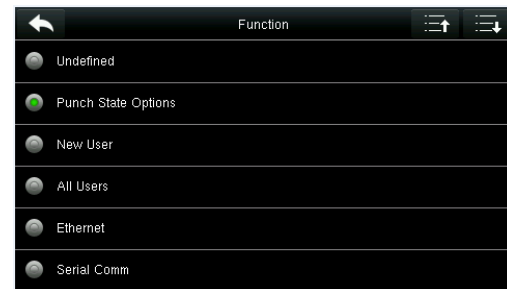 Function
Undefined
Punch State Options
New User
All Users
Ethernet
Serial Comm